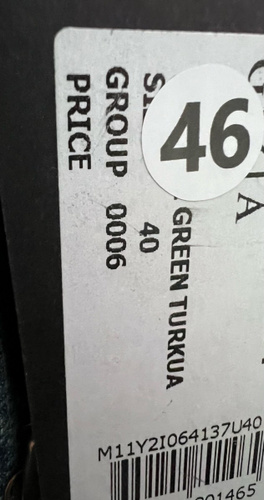 46
GREEN TURKUA
40
GROUP 0006
PRICE
M11Y2I064137U40